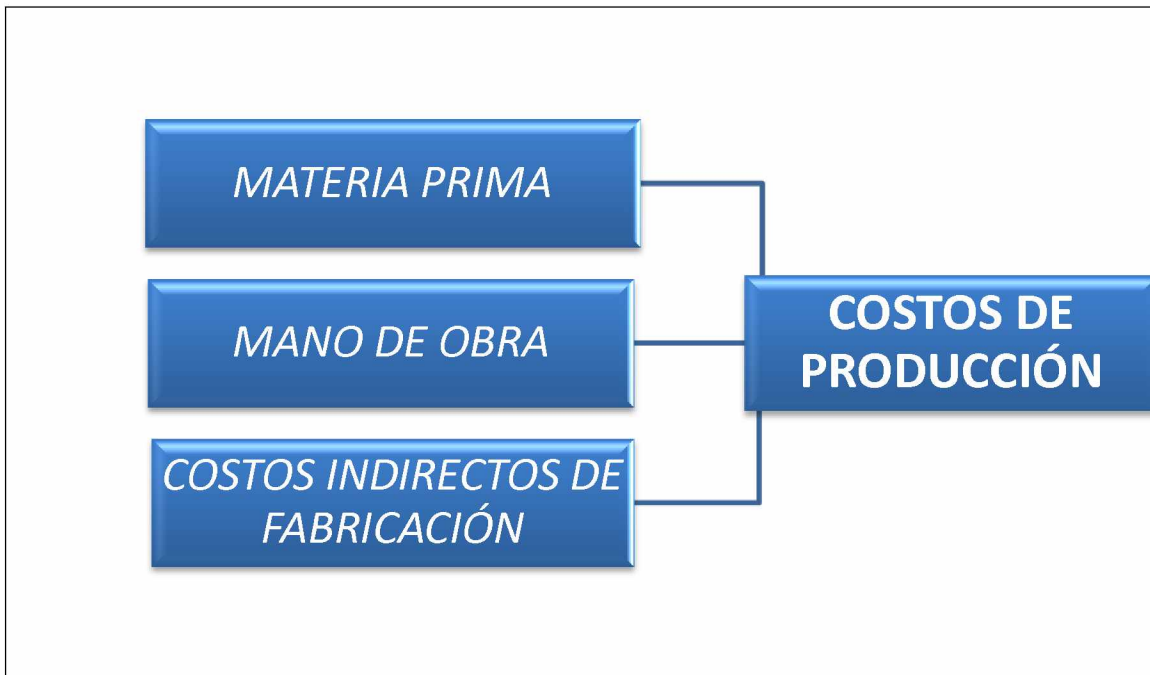 MATERIA PRIMA
MANO DE OBRA
COSTOS INDIRECTOS DE
FABRICACIÓN
COSTOS DE
PRODUCCIÓN